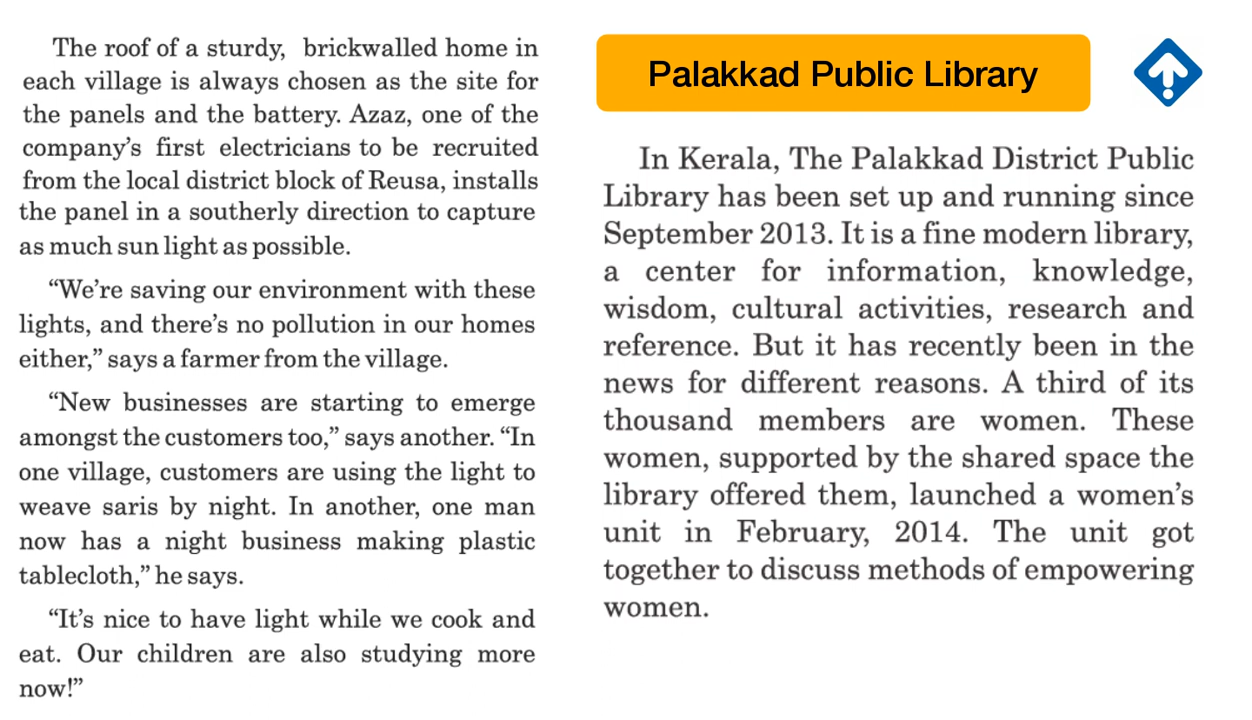 The roof of a sturdy, brickwalled home in
each village is always chosen as the site for
the panels and the battery. Azaz, one of the
company's first electricians to be recruited
from the local district block of Reusa, installs
the panel in a southerly direction to capture
as much sun light as possible.
“We're saving our environment with these
lights, and there's no pollution in our homes
either,” says a farmer from the village.
“New businesses are starting to emerge
amongst the customers too,” says another. “In
one village, customers are using the light to
weave saris by night. In another, one man
now has a night business making plastic
tablecloth,” he says.
“It's nice to have light while we cook and
eat. Our children are also studying more
now!”
Palakkad Public Library
In Kerala, The Palakkad District Public
Library has been set up and running since
September 2013. It is a fine modern library,
a center for information, knowledge,
wisdom, cultural activities, research and
reference. But it has recently been in the
news for different reasons. A third of its
thousand members are women. These
women, supported by the shared space the
library offered them, launched a women's
unit in February, 2014. The unit got
together to discuss methods of empowering
women.